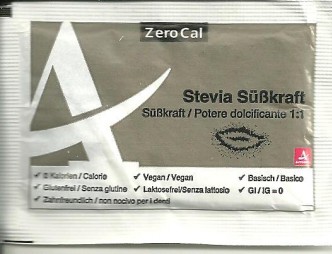 ZeroCal
Stevia Süßkraft
Süßkraft / Potere dolcificante 1:1
✔ 0 Kalorien / Calorie ✔ Vegan / Vegan ✔ Basisch / Basico
✔ Glutenfrei / Senza glutine ✔ Laktosefrei/Senza lattosio ✔ GI / IG = 0
✔ Zahnfreundlich / non nocivo per i denti